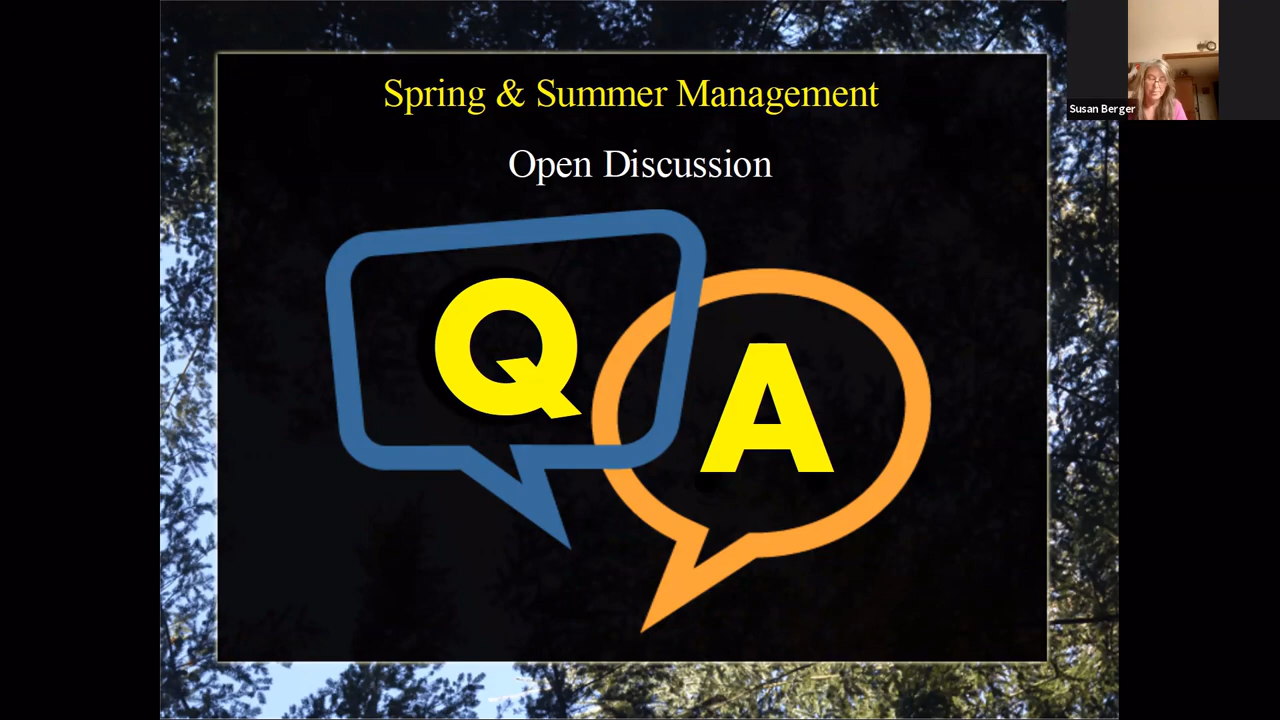 Spring & Summer Management
Open Discussion
Q
A
Susan Berger